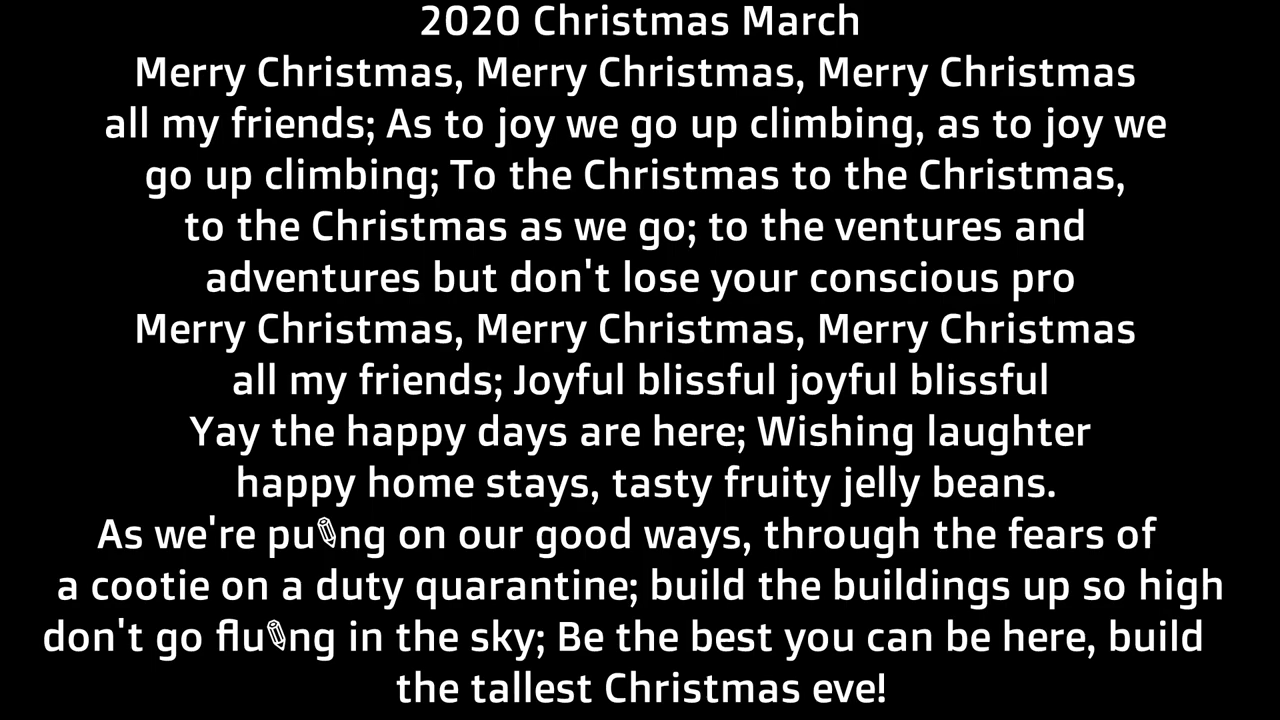 2020 Christmas March
Merry Christmas, Merry Christmas, Merry Christmas
all my friends; As to joy we go up climbing, as to joy we
go up climbing; To the Christmas to the Christmas,
to the Christmas as we go; to the ventures and
adventures but don't lose your conscious pro
Merry Christmas, Merry Christmas, Merry Christmas
all my friends; Joyful blissful joyful blissful
Yay the happy days are here; Wishing laughter
happy home stays, tasty fruity jelly beans.
As we're pu✎ng on our good ways, through the fears of
a cootie on a duty quarantine; build the buildings up so high
don't go flu✎ng in the sky; Be the best you can be here, build
the tallest Christmas eve!